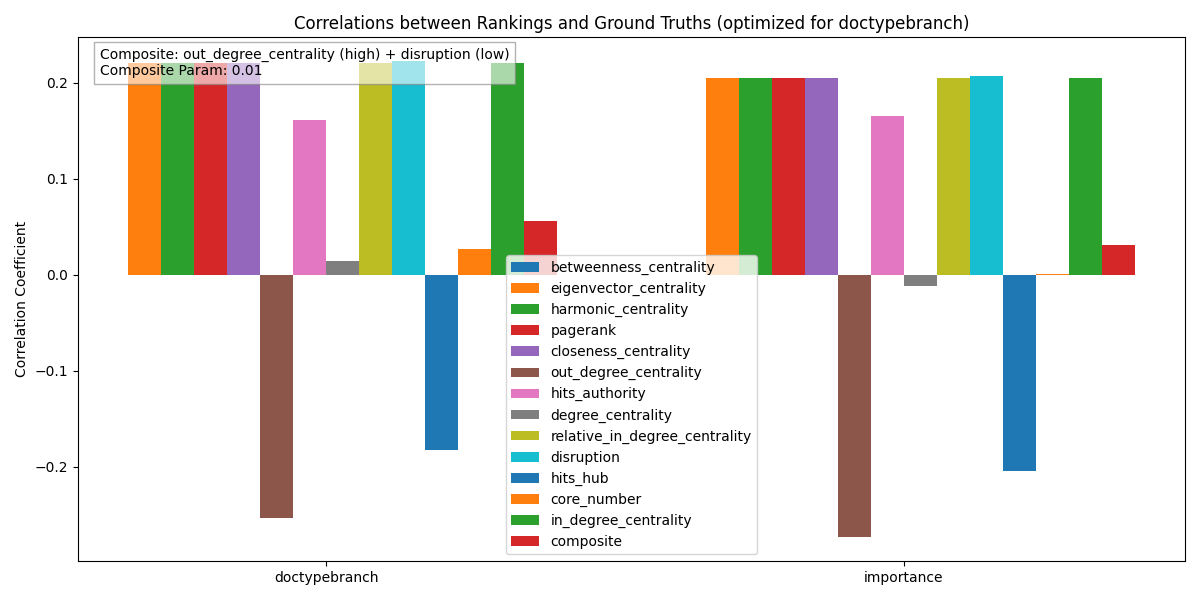 Correlations between Rankings and Ground Truths (optimized for doctypebranch)
Composite: out_degree_centrality (high) + disruption (low)
Composite Param: 0.01
Correlation Coefficient
0.2
0.1
0.0
−0.1
−0.2
betweenness_centrality
eigenvector_centrality
harmonic_centrality
pagerank
closeness_centrality
out_degree_centrality
hits_authority
degree_centrality
relative_in_degree_centrality
disruption
hits_hub
core_number
in_degree_centrality
composite
doctypebranch
importance